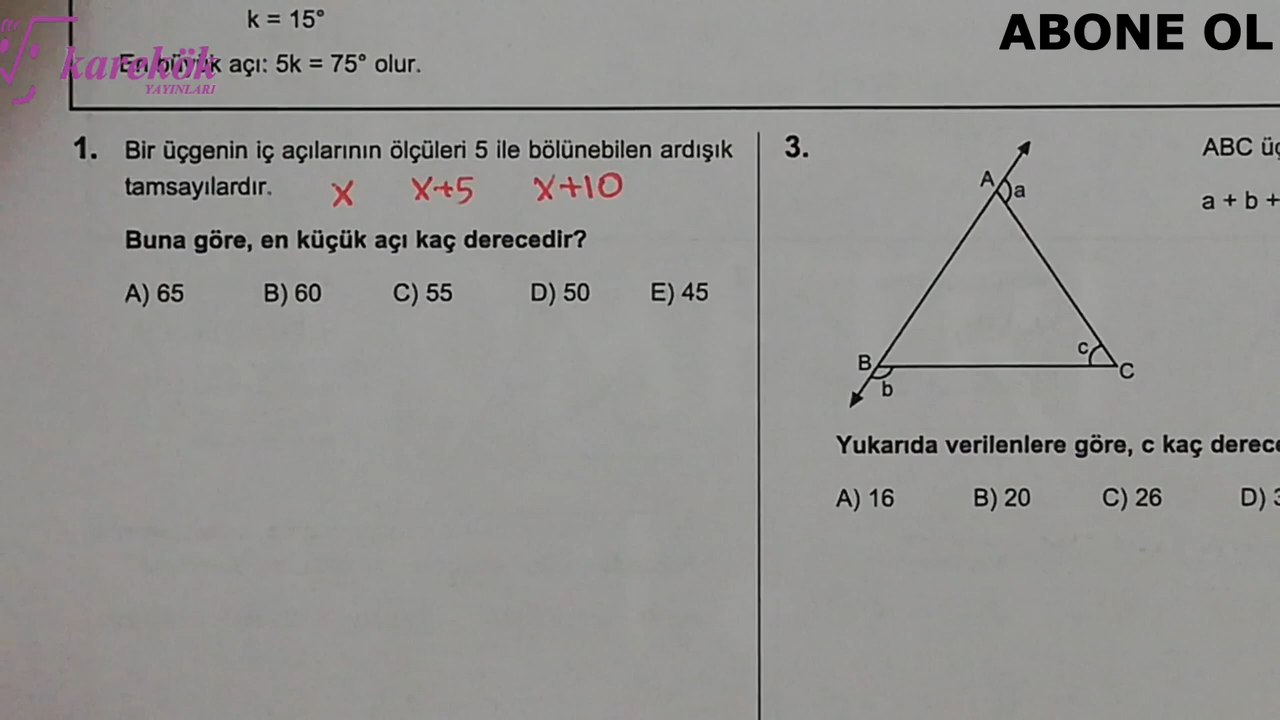 k = 15°
ABONE OL
En büyük açı: 5k = 75° olur.
karekök
YAYINLARI
1. Bir üçgenin iç açılarının ölçüleri 5 ile bölünebilen ardışık
tamsayılardır. x x+5 x+10
Buna göre, en küçük açı kaç derecedir?
A) 65 B) 60 C) 55 D) 50 E) 45
3.
ABC
a + b +
A
a
B
b
c
C
Yukarıda verilenlere göre, c kaç
A) 16 B) 20 C) 26 D)